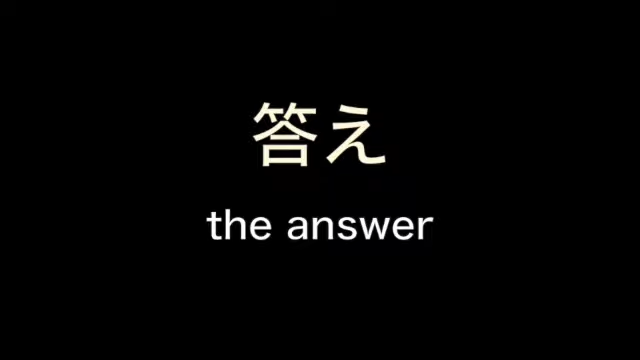 答え
the answer